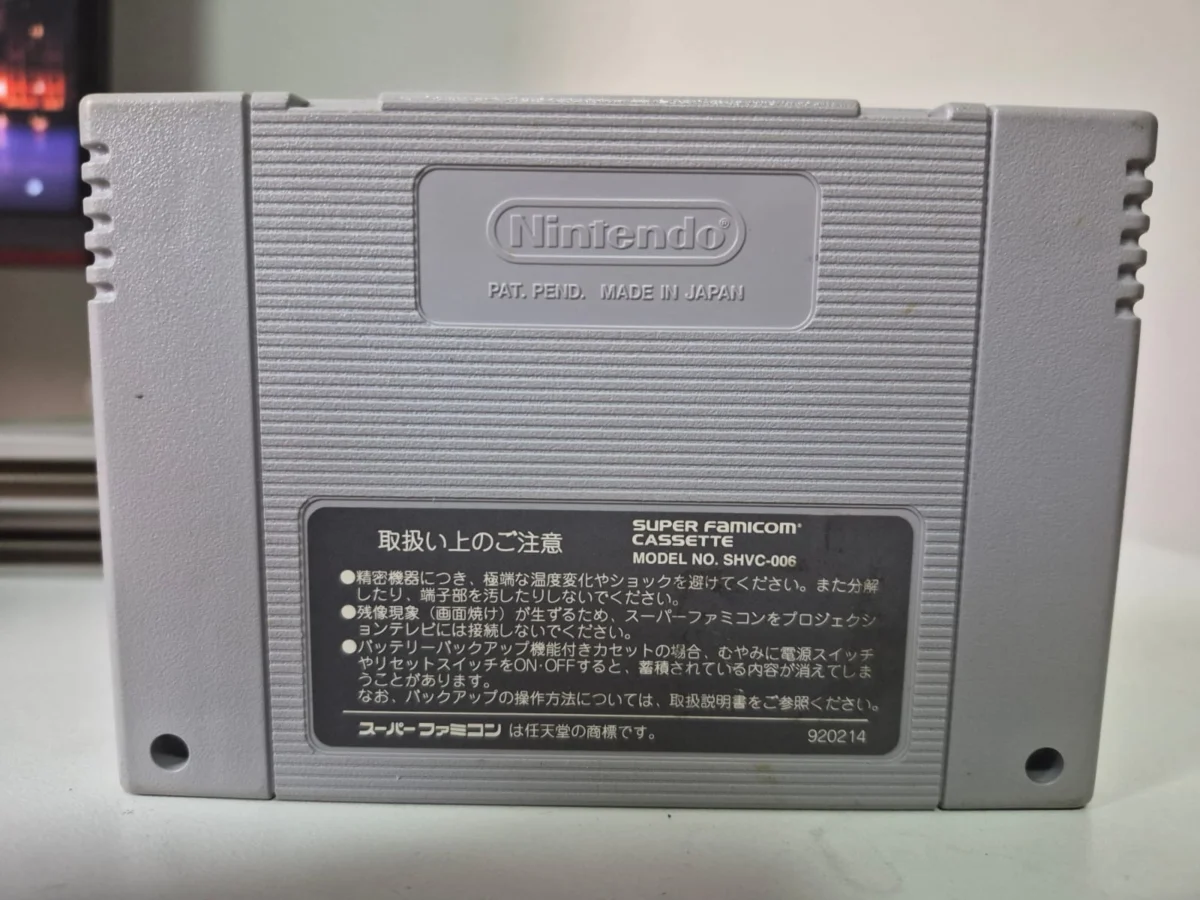 Nintendo®
PAT. PEND. MADE IN JAPAN
取扱い上のご注意
SUPER FAMICOM®
CASSETTE
MODEL NO. SHVC-006
●精密機器につき、極端な温度変化やショックを避けてください。また分解
したり、端子部を汚したりしないでください。
●残像現象（画面焼け）が生ずるため、スーパーファミコンをプロジェクシ
ョンテレビには接続しないでください。
●バッテリーバックアップ機能付きカセットの場合、むやみに電源スイッチ
やリセットスイッチをON·OFFすると、蓄積されている内容が消えてしま
うことがあります。
なお、バックアップの操作方法については、取扱説明書をご参照ください。
スーパーファミコン は任天堂の商標です。
920214